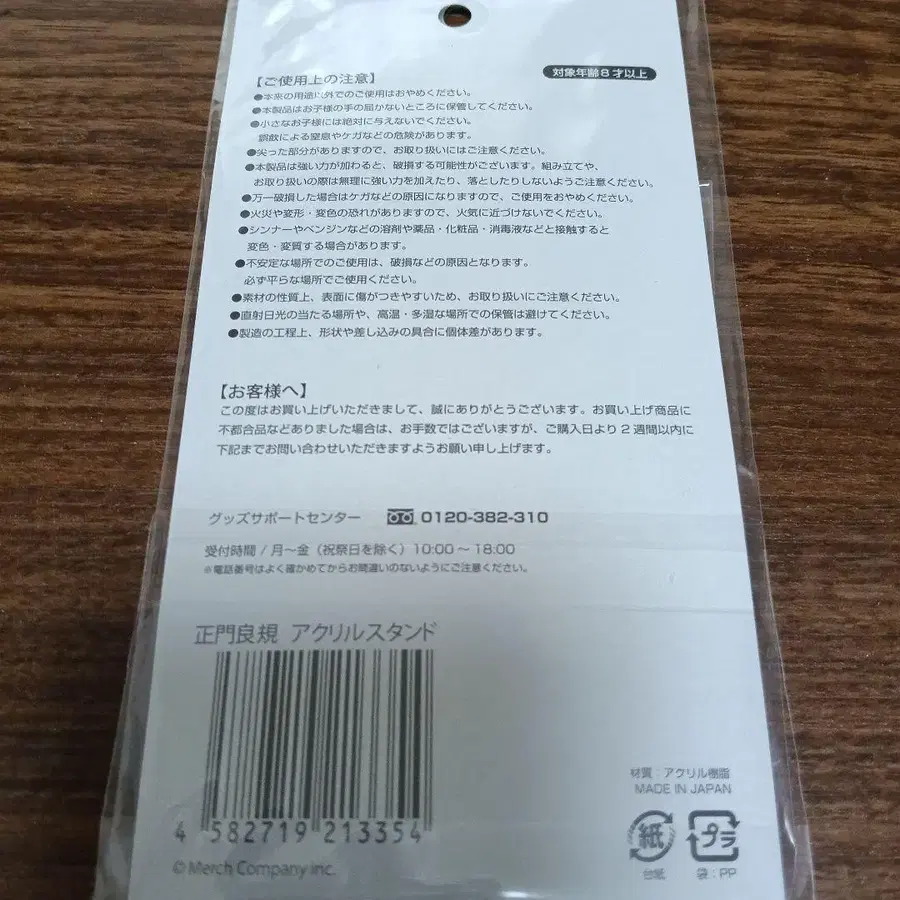 対象年齢8才以上
【ご使用上の注意】
●本来の用途以外でのご使用はおやめください。
●本製品はお子様の手の届かないところに保管してください。
●小さなお子様には絶対に与えないでください。
誤飲による窒息やケガなどの危険があります。
●尖った部分がありますので、お取り扱いにはご注意ください。
●本製品は強い力が加わると、破損する可能性がございます。組み立てや、
お取り扱いの際は無理に強い力を加えたり、落としたりしないようご注意ください。
●万一破損した場合はケガなどの原因になりますので、ご使用をおやめください。
●火災や変形・変色の恐れがありますので、火気に近づけないでください。
●シンナーやベンジンなどの溶剤や薬品・化粧品・消毒液などと接触すると
変色・変質する場合があります。
●不安定な場所でのご使用は、破損などの原因となります。
必ず平らな場所でご使用ください。
●素材の性質上、表面に傷がつきやすいため、お取り扱いにご注意ください。
●直射日光の当たる場所や、高温・多湿な場所での保管は避けてください。
●製造の工程上、形状や差し込みの具合に個体差があります。
【お客様へ】
この度はお買い上げいただきまして、誠にありがとうございます。お買い上げ商品に
不都合品などありました場合は、お手数ではございますが、ご購入日より2週間以内に
下記までお問い合わせいただきますようお願い申し上げます。
グッズサポートセンター 0120-382-310
受付時間 / 月〜金（祝祭日を除く）10:00 〜 18:00
※電話番号はよく確かめてからお間違いのないようにご注意ください。
正門良規 アクリルスタンド
4 582719 213354
© Merch Company inc.
材質：アクリル樹脂
MADE IN JAPAN
紙
プラ
台紙
袋：PP